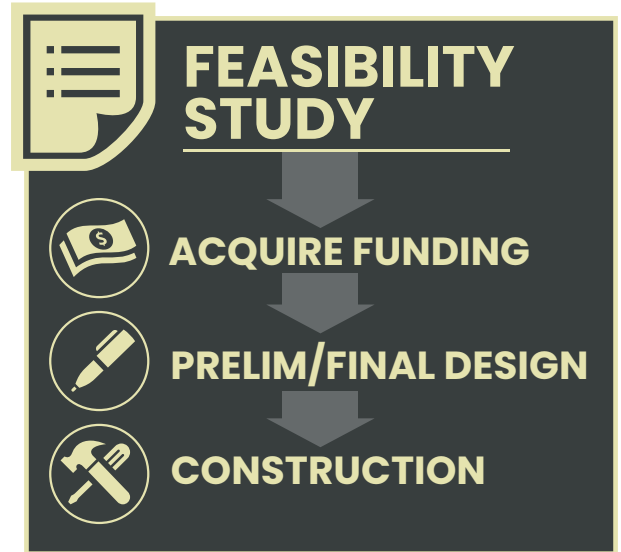 FEASIBILITY
STUDY
$
ACQUIRE FUNDING
PRELIM/FINAL DESIGN
CONSTRUCTION